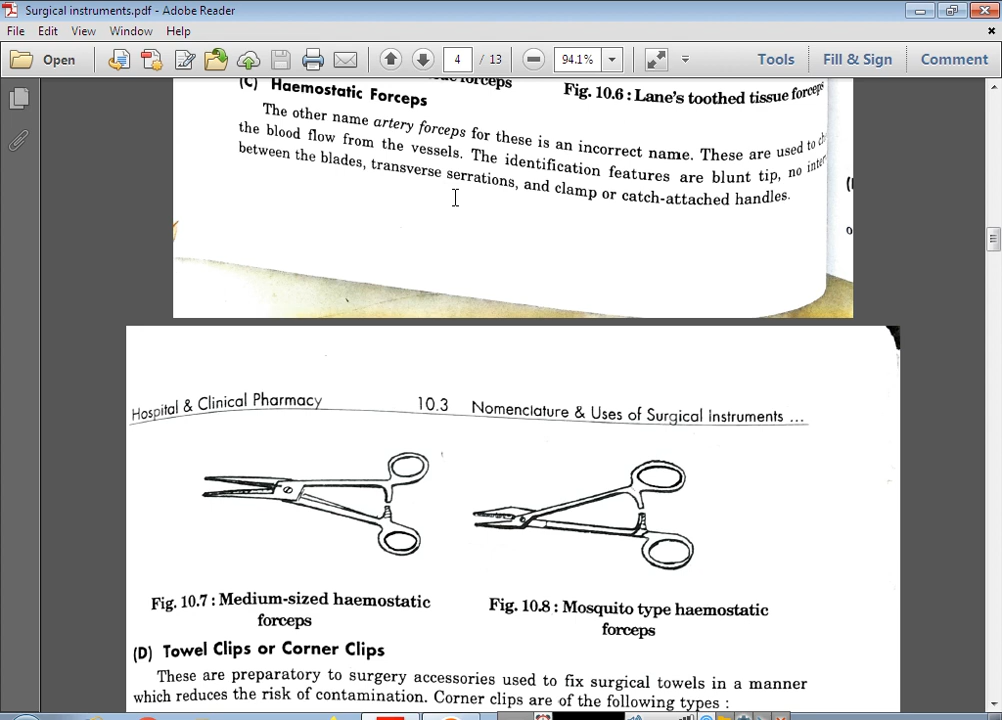 Surgical instruments.pdf - Adobe Reader
File Edit View Window Help
Open 4 / 13 94.1% Tools Fill & Sign Comment
forceps
Fig. 10.6 : Lane's toothed tissue forceps
(C) Haemostatic Forceps
The other name artery forceps for these is an incorrect name. These are used to
the blood flow from the vessels. The identification features are blunt tip, no
between the blades, transverse serrations, and clamp or catch-attached handles.
Hospital & Clinical Pharmacy 10.3 Nomenclature & Uses of Surgical Instruments ...
Fig. 10.7 : Medium-sized haemostatic
forceps
Fig. 10.8 : Mosquito type haemostatic
forceps
(D) Towel Clips or Corner Clips
These are preparatory to surgery accessories used to fix surgical towels in a manner
which reduces the risk of contamination. Corner clips are of the following types :